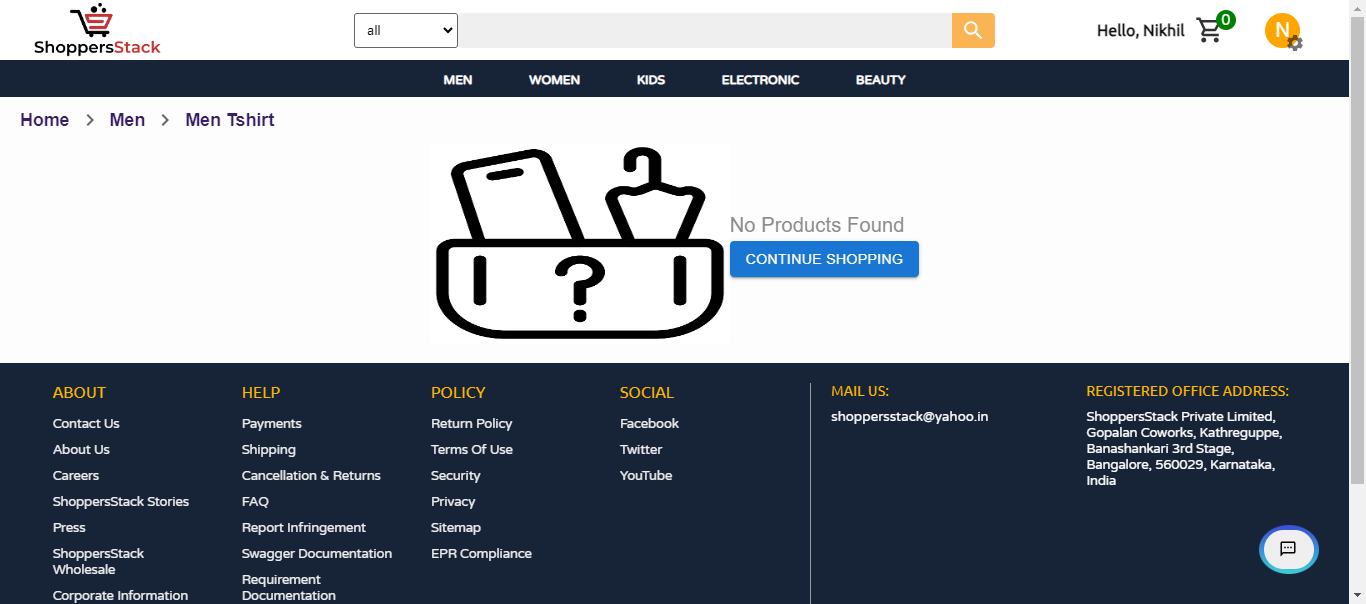 ShoppersStack
all
Hello, Nikhil
0
N
MEN WOMEN KIDS ELECTRONIC BEAUTY
Home > Men > Men Tshirt
?
No Products Found
CONTINUE SHOPPING
ABOUT
Contact Us
About Us
Careers
ShoppersStack Stories
Press
ShoppersStack
Wholesale
Corporate Information
HELP
Payments
Shipping
Cancellation & Returns
FAQ
Report Infringement
Swagger Documentation
Requirement
Documentation
POLICY
Return Policy
Terms Of Use
Security
Privacy
Sitemap
EPR Compliance
SOCIAL
Facebook
Twitter
YouTube
MAIL US:
shoppersstack@yahoo.in
REGISTERED OFFICE ADDRESS:
ShoppersStack Private Limited,
Gopalan Coworks, Kathreguppe,
Banashankari 3rd Stage,
Bangalore, 560029, Karnataka,
India